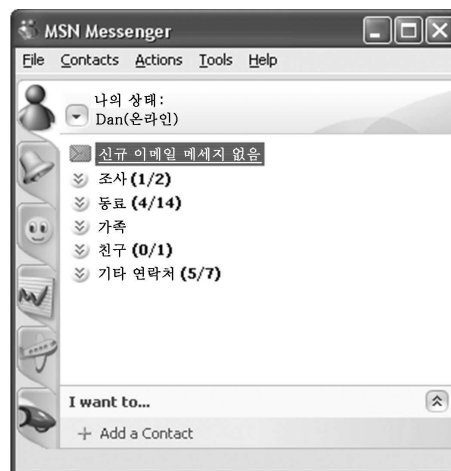 MSN Messenger
File Contacts Actions Tools Help
나의 상태:
Dan(온라인)
신규 이메일 메세지 없음
조사 (1/2)
동료 (4/14)
가족
친구 (0/1)
기타 연락처 (5/7)
I want to...
+ Add a Contact